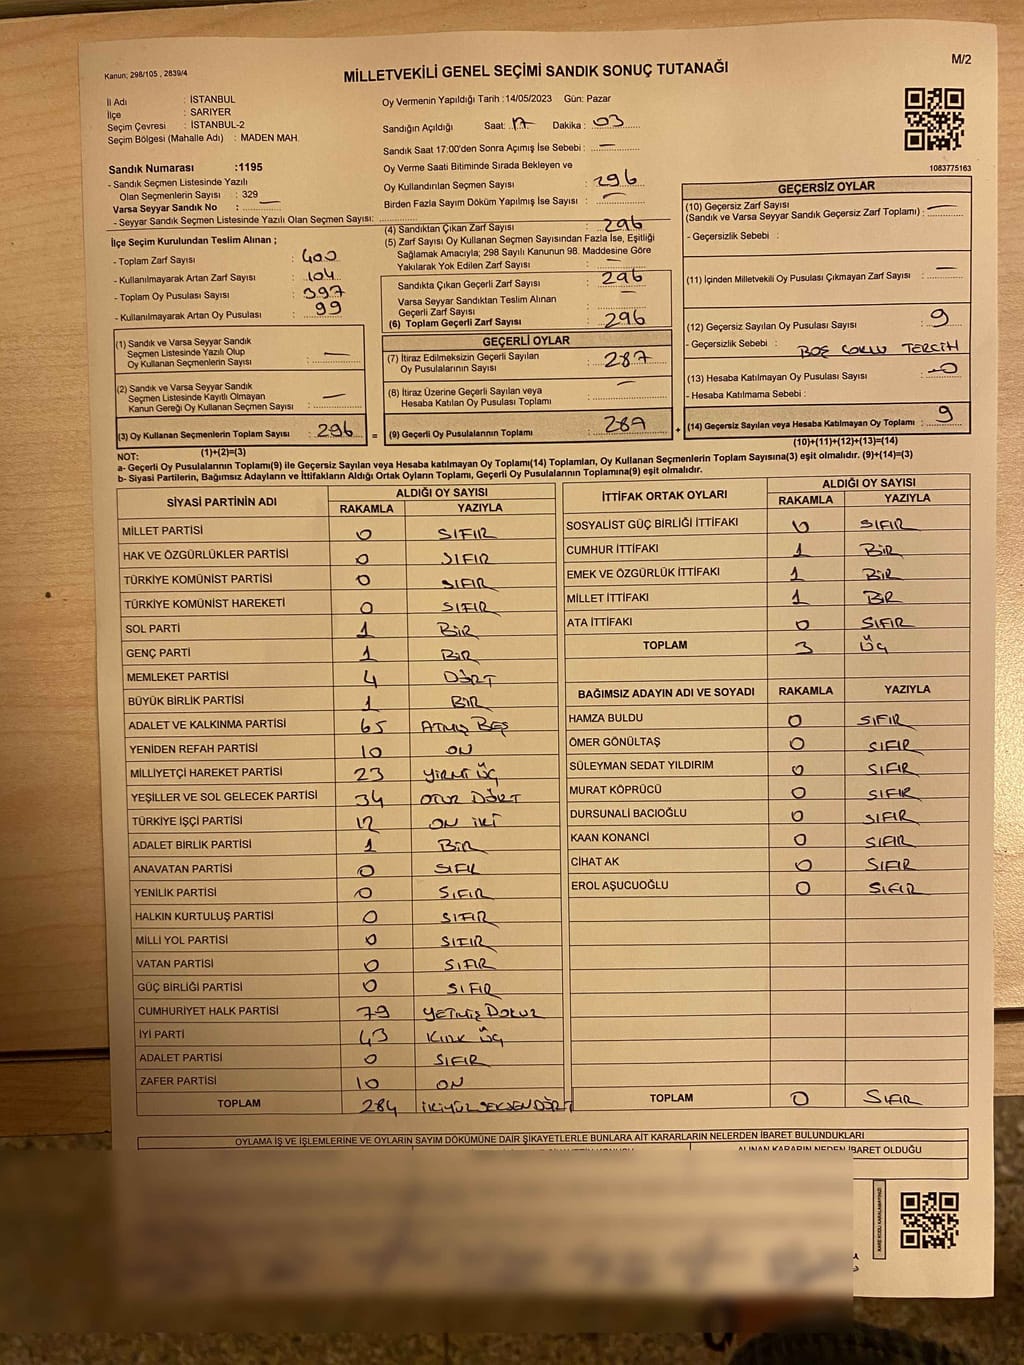 Kanun; 298/105 , 2839/4
MİLLETVEKİLİ GENEL SEÇİMİ SANDIK SONUÇ TUTANAĞI
M/2
İl Adı : İSTANBUL
İlçe : SARIYER
Seçim Çevresi : İSTANBUL-2
Seçim Bölgesi (Mahalle Adı) : MADEN MAH.
Sandık Numarası :1195
- Sandık Seçmen Listesinde Yazılı
Olan Seçmenlerin Sayısı : 329
Varsa Seyyar Sandık No : —
- Seyyar Sandık Seçmen Listesinde Yazılı Olan Seçmen Sayısı:
Oy Vermenin Yapıldığı Tarih :14/05/2023 Gün: Pazar
Sandığın Açıldığı Saat: 17 Dakika : 03
Sandık Saat 17:00'den Sonra Açımış İse Sebebi : —
Oy Verme Saati Bitiminde Sırada Bekleyen ve
Oy Kullandırılan Seçmen Sayısı : 296
Birden Fazla Sayım Döküm Yapılmış İse Sayısı : —
1083775163
İlçe Seçim Kurulundan Teslim Alınan ;
- Toplam Zarf Sayısı : 400
- Kullanılmayarak Artan Zarf Sayısı : 104
- Toplam Oy Pusulası Sayısı : 397
- Kullanılmayarak Artan Oy Pusulası : 99
(4) Sandıktan Çıkan Zarf Sayısı : 296
(5) Zarf Sayısı Oy Kullanan Seçmen Sayısından Fazla İse, Eşitliği
Sağlamak Amacıyla; 298 Sayılı Kanunun 98. Maddesine Göre
Yakılarak Yok Edilen Zarf Sayısı : —
Sandıkta Çıkan Geçerli Zarf Sayısı : 296
Varsa Seyyar Sandıktan Teslim Alınan
Geçerli Zarf Sayısı : —
(6) Toplam Geçerli Zarf Sayısı : 296
GEÇERSİZ OYLAR
(10) Geçersiz Zarf Sayısı : —
(Sandık ve Varsa Seyyar Sandık Geçersiz Zarf Toplamı)
- Geçersizlik Sebebi :
(11) İçinden Milletvekili Oy Pusulası Çıkmayan Zarf Sayısı : —
(12) Geçersiz Sayılan Oy Pusulası Sayısı : 9
- Geçersizlik Sebebi : BOŞ ÇOKLU TERCİH
(13) Hesaba Katılmayan Oy Pusulası Sayısı : 0
- Hesaba Katılmama Sebebi :
(14) Geçersiz Sayılan veya Hesaba Katılmayan Oy Toplamı : 9
(10)+(11)+(12)+(13)=(14)
(1) Sandık ve Varsa Seyyar Sandık
Seçmen Listesinde Yazılı Olup
Oy Kullanan Seçmenlerin Sayısı : —
(2) Sandık ve Varsa Seyyar Sandık
Seçmen Listesinde Kayıtlı Olmayan
Kanun Gereği Oy Kullanan Seçmen Sayısı : —
(3) Oy Kullanan Seçmenlerin Toplam Sayısı : 296
(1)+(2)=(3)
GEÇERLİ OYLAR
(7) İtiraz Edilmeksizin Geçerli Sayılan
Oy Pusulalarının Sayısı : 287
(8) İtiraz Üzerine Geçerli Sayılan veya
Hesaba Katılan Oy Pusulası Toplamı : —
= (9) Geçerli Oy Pusulalarının Toplamı : 287 +
NOT:
a- Geçerli Oy Pusulalarının Toplamı(9) ile Geçersiz Sayılan veya Hesaba katılmayan Oy Toplamı(14) Toplamları, Oy Kullanan Seçmenlerin Toplam Sayısına(3) eşit olmalıdır. (9)+(14)=(3)
b- Siyasi Partilerin, Bağımsız Adayların ve İttifakların Aldığı Ortak Oyların Toplamı, Geçerli Oy Pusulalarının Toplamına(9) eşit olmalıdır.
SİYASİ PARTİNİN ADI ALDIĞI OY SAYISI
RAKAMLA YAZIYLA
MİLLET PARTİSİ 0 SIFIR
HAK VE ÖZGÜRLÜKLER PARTİSİ 0 SIFIR
TÜRKİYE KOMÜNİST PARTİSİ 0 SIFIR
TÜRKİYE KOMÜNİST HAREKETİ 0 SIFIR
SOL PARTİ 1 BİR
GENÇ PARTİ 1 BİR
MEMLEKET PARTİSİ 4 DÖRT
BÜYÜK BİRLİK PARTİSİ 1 BİR
ADALET VE KALKINMA PARTİSİ 65 ATMIŞ BEŞ
YENİDEN REFAH PARTİSİ 10 ON
MİLLİYETÇİ HAREKET PARTİSİ 23 YİRMİ ÜÇ
YEŞİLLER VE SOL GELECEK PARTİSİ 34 OTUZ DÖRT
TÜRKİYE İŞÇİ PARTİSİ 12 ON İKİ
ADALET BİRLİK PARTİSİ 1 BİR
ANAVATAN PARTİSİ 0 SIFIR
YENİLİK PARTİSİ 0 SIFIR
HALKIN KURTULUŞ PARTİSİ 0 SIFIR
MİLLİ YOL PARTİSİ 0 SIFIR
VATAN PARTİSİ 0 SIFIR
GÜÇ BİRLİĞİ PARTİSİ 0 SIFIR
CUMHURİYET HALK PARTİSİ 79 YETMİŞ DOKUZ
İYİ PARTİ 43 KIRK ÜÇ
ADALET PARTİSİ 0 SIFIR
ZAFER PARTİSİ 10 ON
TOPLAM 284 İKİYÜZ SEKSEN DÖRT
İTTİFAK ORTAK OYLARI ALDIĞI OY SAYISI
RAKAMLA YAZIYLA
SOSYALİST GÜÇ BİRLİĞİ İTTİFAKI 0 SIFIR
CUMHUR İTTİFAKI 1 BİR
EMEK VE ÖZGÜRLÜK İTTİFAKI 1 BİR
MİLLET İTTİFAKI 1 BİR
ATA İTTİFAKI 0 SIFIR
TOPLAM 3 ÜÇ
BAĞIMSIZ ADAYIN ADI VE SOYADI RAKAMLA YAZIYLA
HAMZA BULDU 0 SIFIR
ÖMER GÖNÜLTAŞ 0 SIFIR
SÜLEYMAN SEDAT YILDIRIM 0 SIFIR
MURAT KÖPRÜCÜ 0 SIFIR
DURSUNALİ BACIOĞLU 0 SIFIR
KAAN KONANCİ 0 SIFIR
CİHAT AK 0 SIFIR
EROL AŞUCUOĞLU 0 SIFIR
TOPLAM 0 SIFIR
OYLAMA İŞ VE İŞLEMLERİNE VE OYLARIN SAYIM DÖKÜMÜNE DAİR ŞİKAYETLERLE BUNLARA AİT KARARLARIN NELERDEN İBARET BULUNDUKLARI
ALINAN KARARIN NEDEN İBARET OLDUĞU